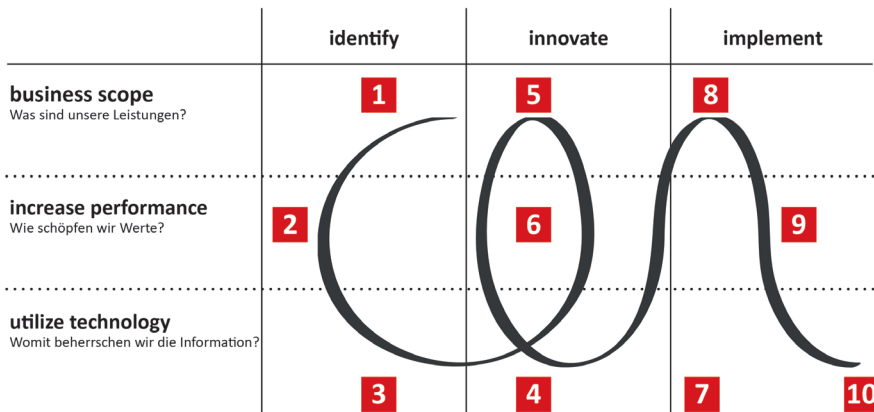 identify innovate implement
1 5 8
business scope
Was sind unsere Leistungen?
increase performance
Wie schöpfen wir Werte?
2 6 9
utilize technology
Womit beherrschen wir die Information?
3 4 7 10